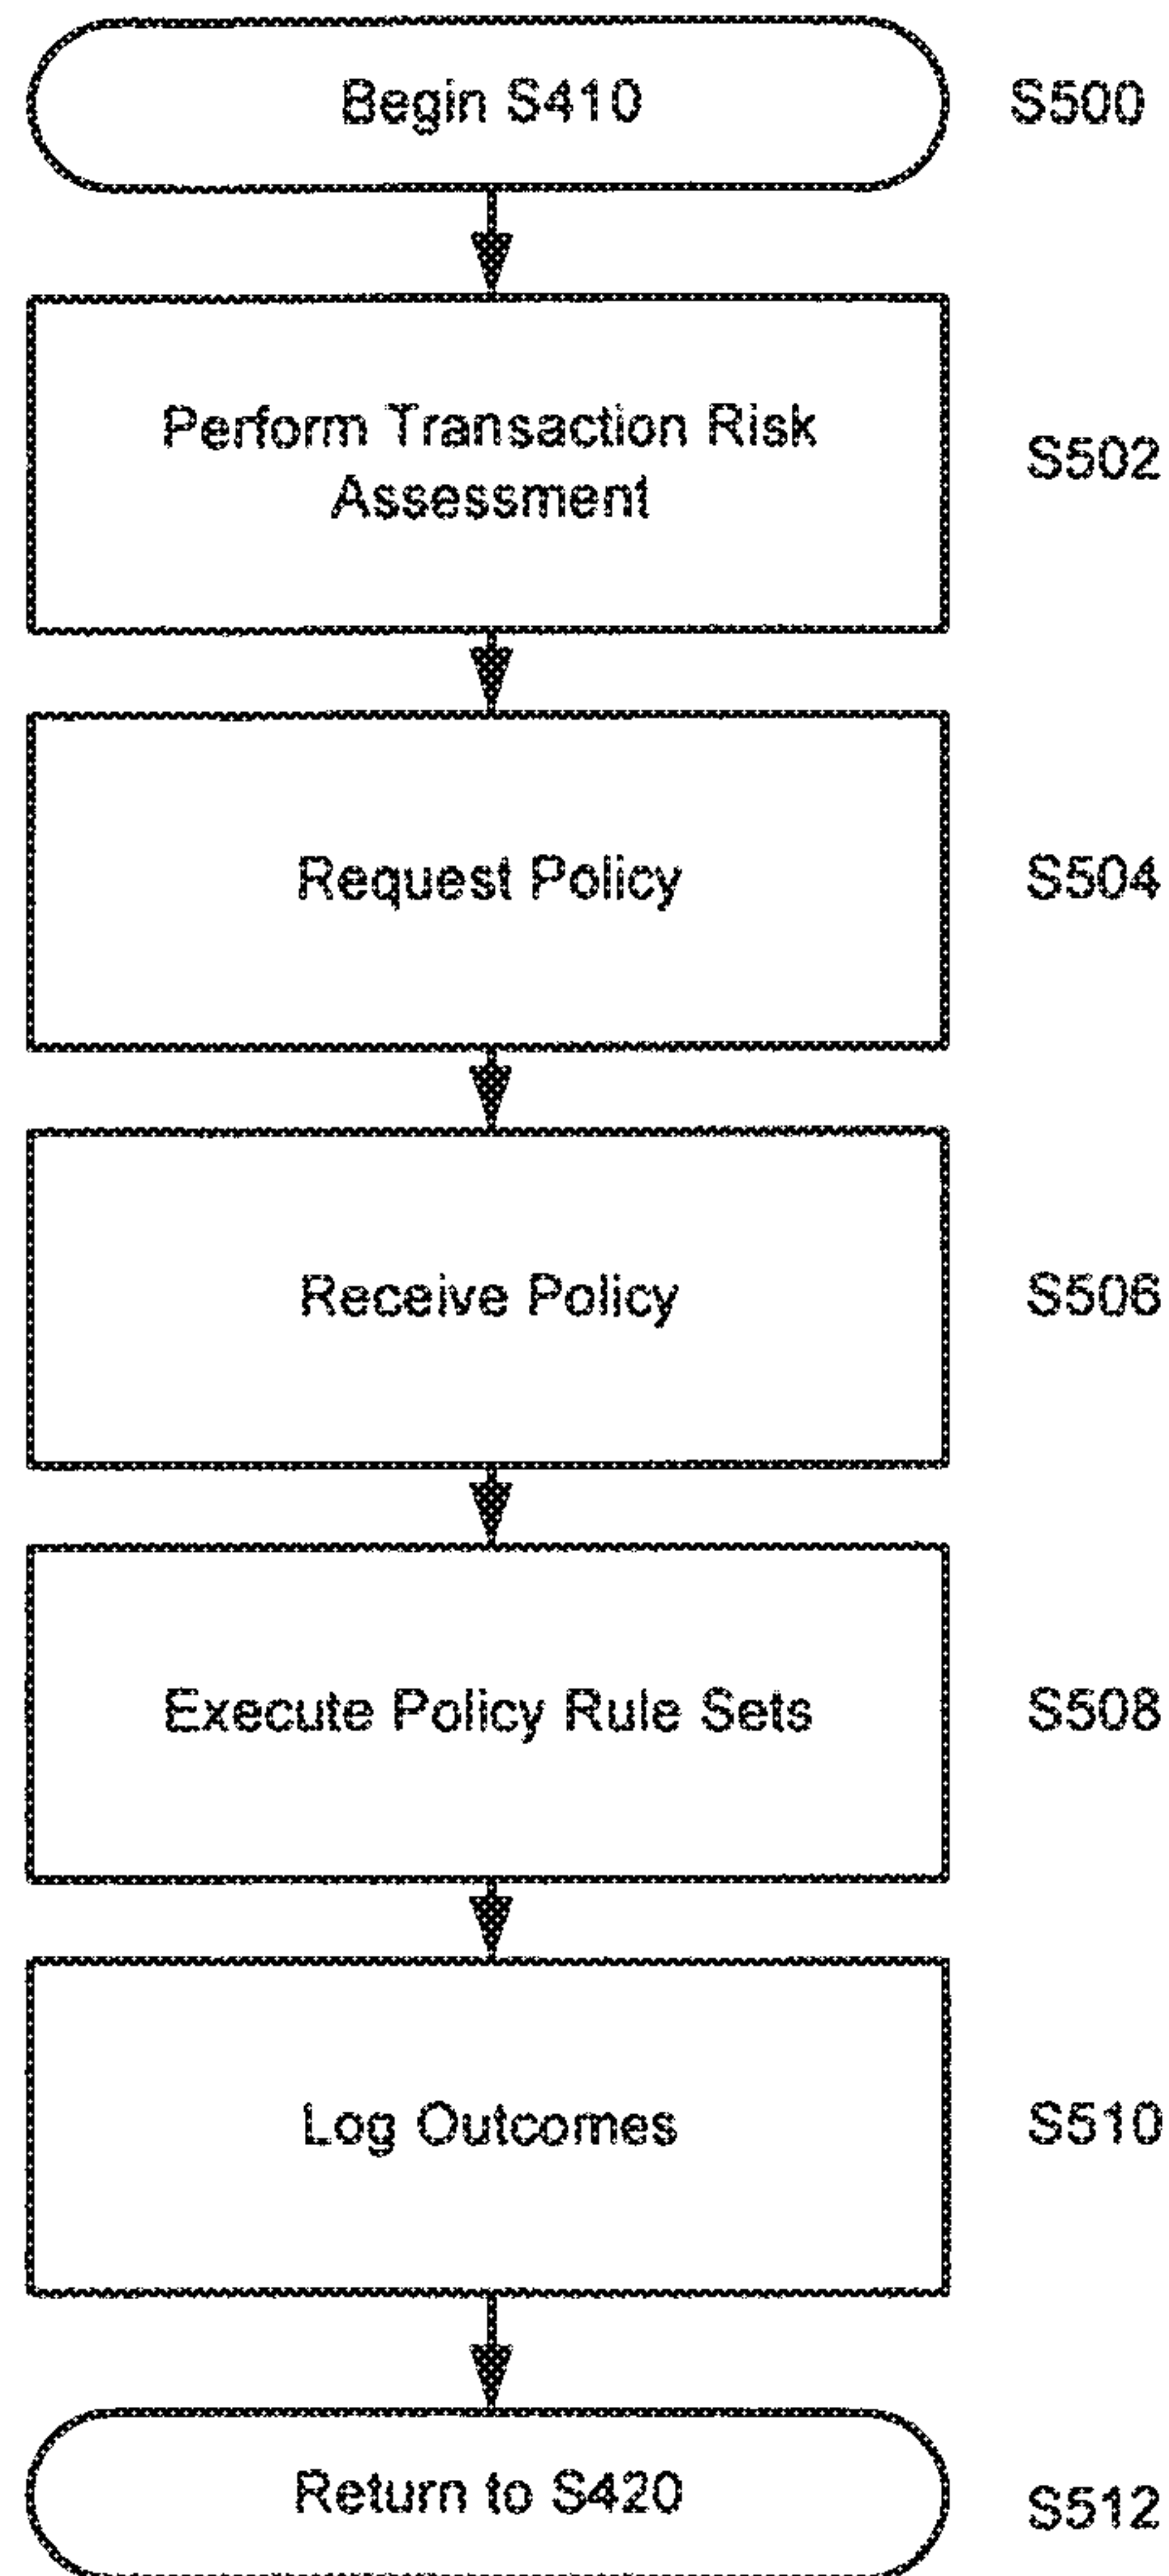 Begin S410
S500
Perform Transaction Risk
Assessment
S502
Request Policy
S504
Receive Policy
S506
Execute Policy Rule Sets
S508
Log Outcomes
S510
Return to S420
S512